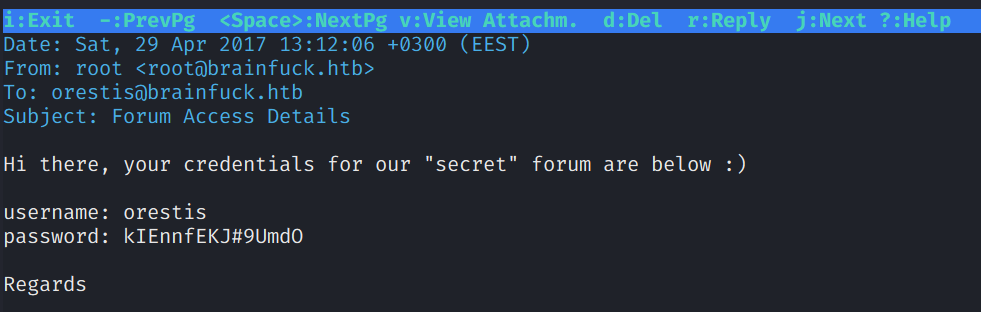 i:Exit -:PrevPg <Space>:NextPg v:View Attachm. d:Del r:Reply j:Next ?:Help
Date: Sat, 29 Apr 2017 13:12:06 +0300 (EEST)
From: root <root@brainfuck.htb>
To: orestis@brainfuck.htb
Subject: Forum Access Details
Hi there, your credentials for our "secret" forum are below :)
username: orestis
password: kIEnnfEKJ#9UmdO
Regards